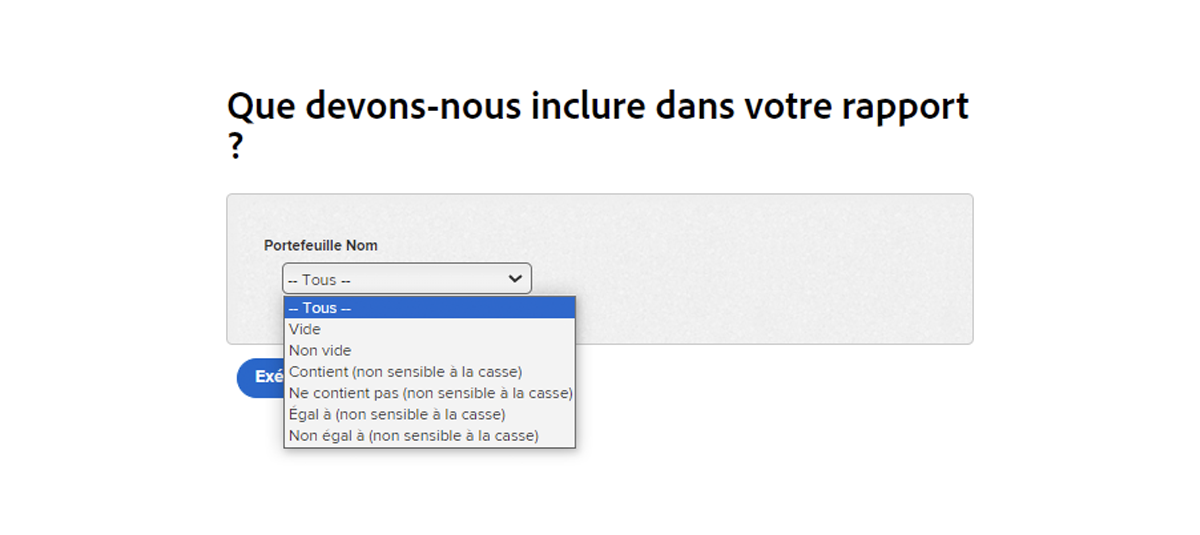 Que devons-nous inclure dans votre rapport
?
Portefeuille Nom
-- Tous --
-- Tous --
Vide
Non vide
Contient (non sensible à la casse)
Ne contient pas (non sensible à la casse)
Égal à (non sensible à la casse)
Non égal à (non sensible à la casse)